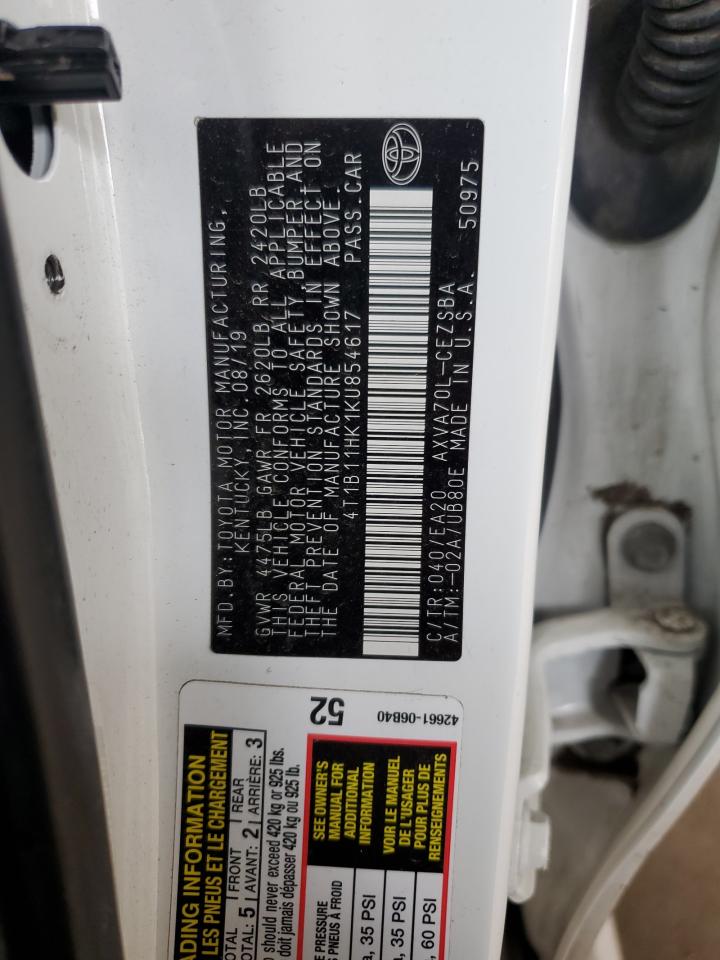 MFD.BY:TOYOTA MOTOR MANUFACTURING,
KENTUCKY,INC.08/19
GVWR 4475LB GAWR FR 2620LB RR 2420LB
THIS VEHICLE CONFORMS TO ALL APPLICABLE
FEDERAL MOTOR VEHICLE SAFETY,BUMPER,AND
THEFT PREVENTION STANDARDS IN EFFECT ON
THE DATE OF MANUFACTURE SHOWN ABOVE.
4T1B11HK1KU854617 PASS.CAR
C/TR:040/EA20 AXVA70L-CEZSBA
A/TM:-02A/UB80E MADE IN U.S.A. 50975
ADING INFORMATION
LES PNEUS ET LE CHARGEMENT
OTAL FRONT REAR
OTAL: 5 AVANT: 2 ARRIÈRE: 3
should never exceed 420 kg or 925 lbs.
doit jamais dépasser 420 kg ou 925 lb.
52
42661-06B40
SEE OWNER'S
MANUAL FOR
ADDITIONAL
INFORMATION
VOIR LE MANUEL
DE L'USAGER
POUR PLUS DE
RENSEIGNEMENTS
E PRESSURE
S PNEUS À FROID
a, 35 PSI
a, 35 PSI
, 60 PSI